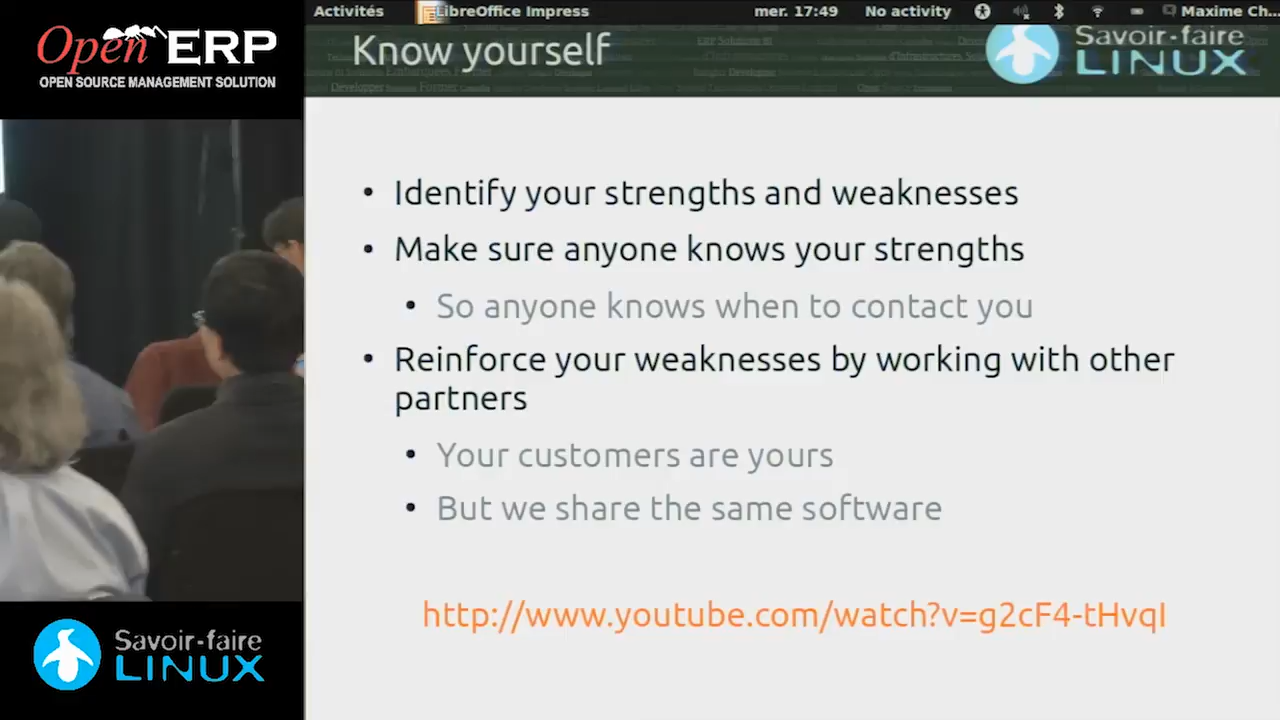 Open ERP
OPEN SOURCE MANAGEMENT SOLUTION
Activités LibreOffice Impress mer. 17:49 No activity Maxime Ch...
Know yourself
Savoir-faire
LINUX
• Identify your strengths and weaknesses
• Make sure anyone knows your strengths
• So anyone knows when to contact you
• Reinforce your weaknesses by working with other
partners
• Your customers are yours
• But we share the same software
http://www.youtube.com/watch?v=g2cF4-tHvqI
Savoir-faire
LINUX